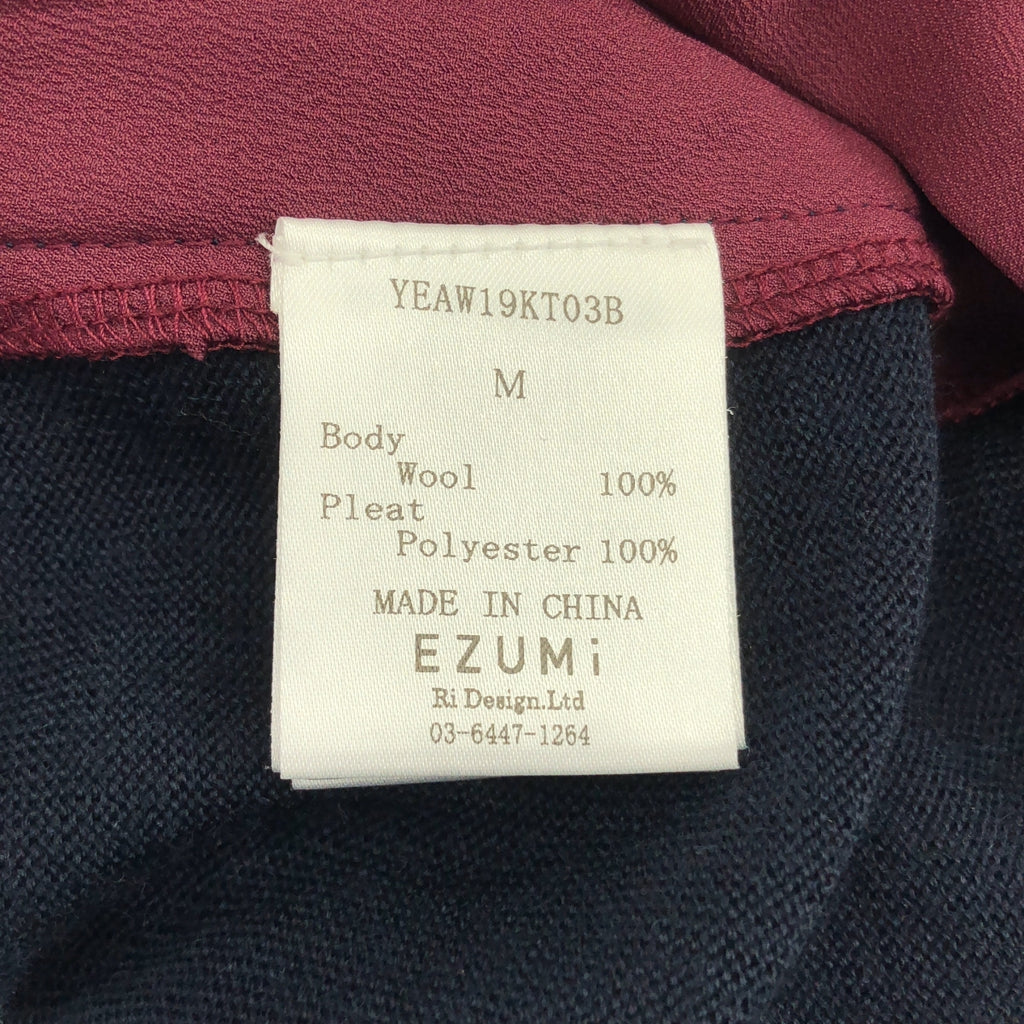 YEAW19KT03B
M
Body
Wool 100%
Pleat
Polyester 100%
MADE IN CHINA
EZUMi
Ri Design.Ltd
03-6447-1264